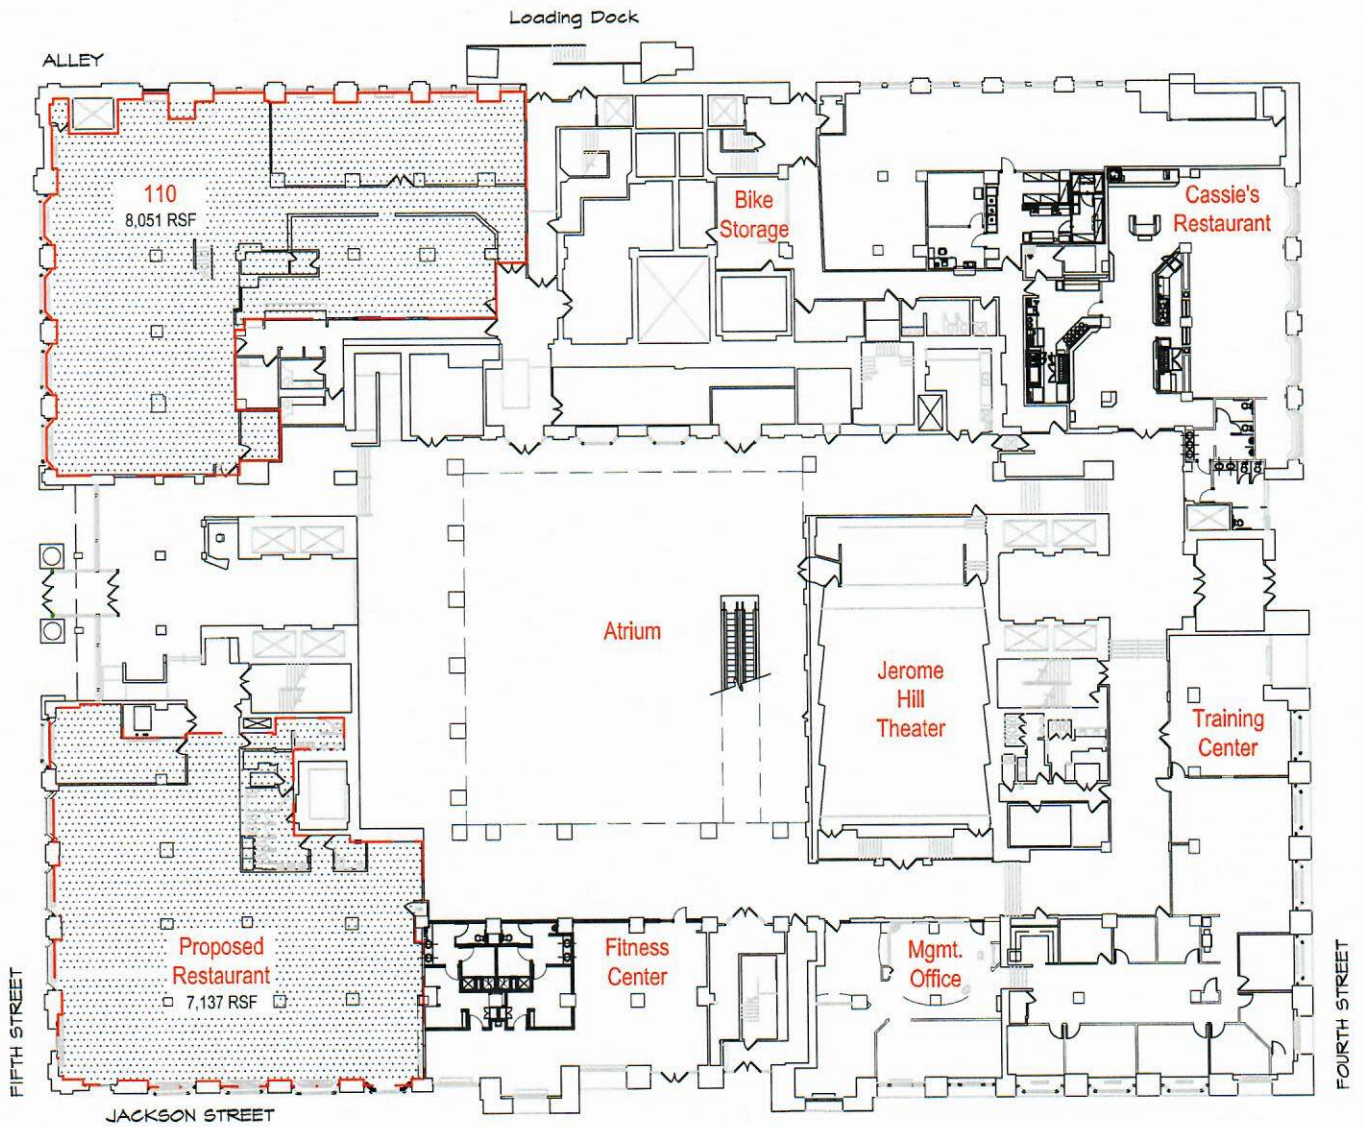 Loading Dock
ALLEY
110
8,051 RSF
Bike
Storage
Cassie's
Restaurant
Atrium
Jerome
Hill
Theater
Training
Center
Proposed
Restaurant
7,137 RSF
Fitness
Center
Mgmt.
Office
FIFTH STREET
FOURTH STREET
JACKSON STREET